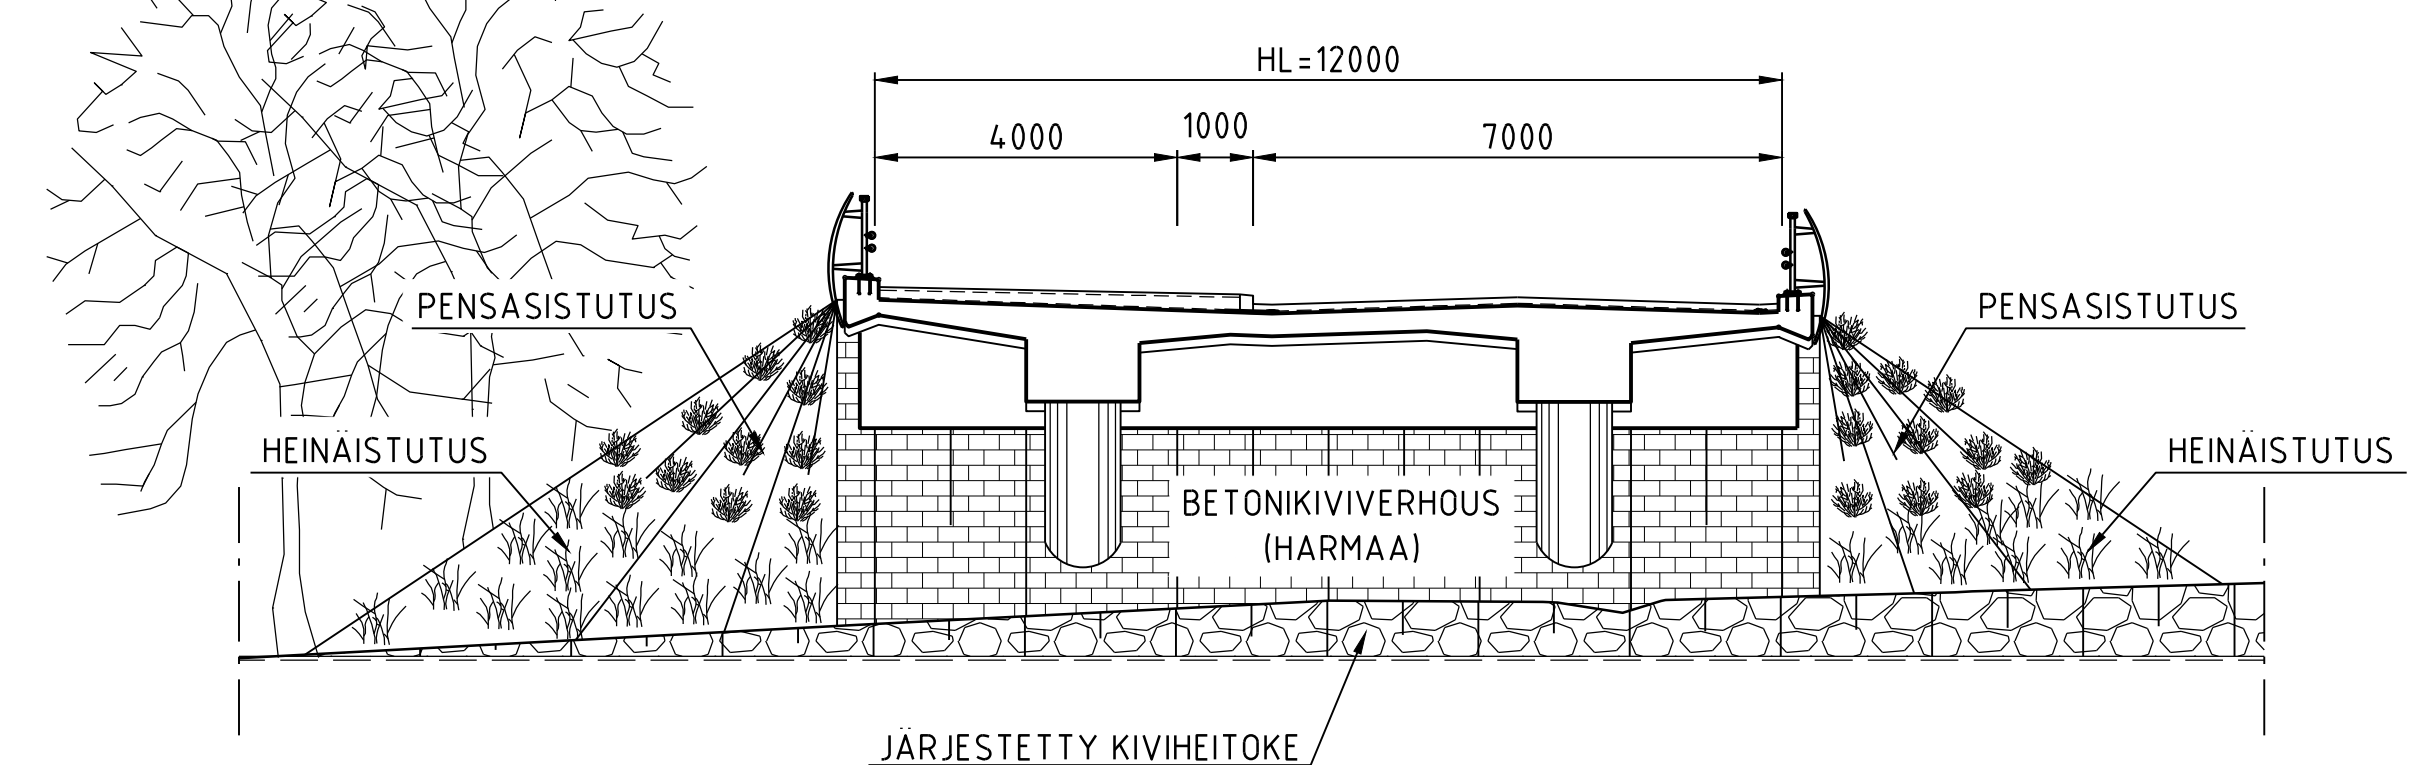 HL=12000
4000
1000
7000
PENSASISTUTUS
PENSASISTUTUS
HEINÄISTUTUS
HEINÄISTUTUS
BETONIKIVIVERHOUS
(HARMAA)
JÄRJESTETTY KIVIHEITOKE